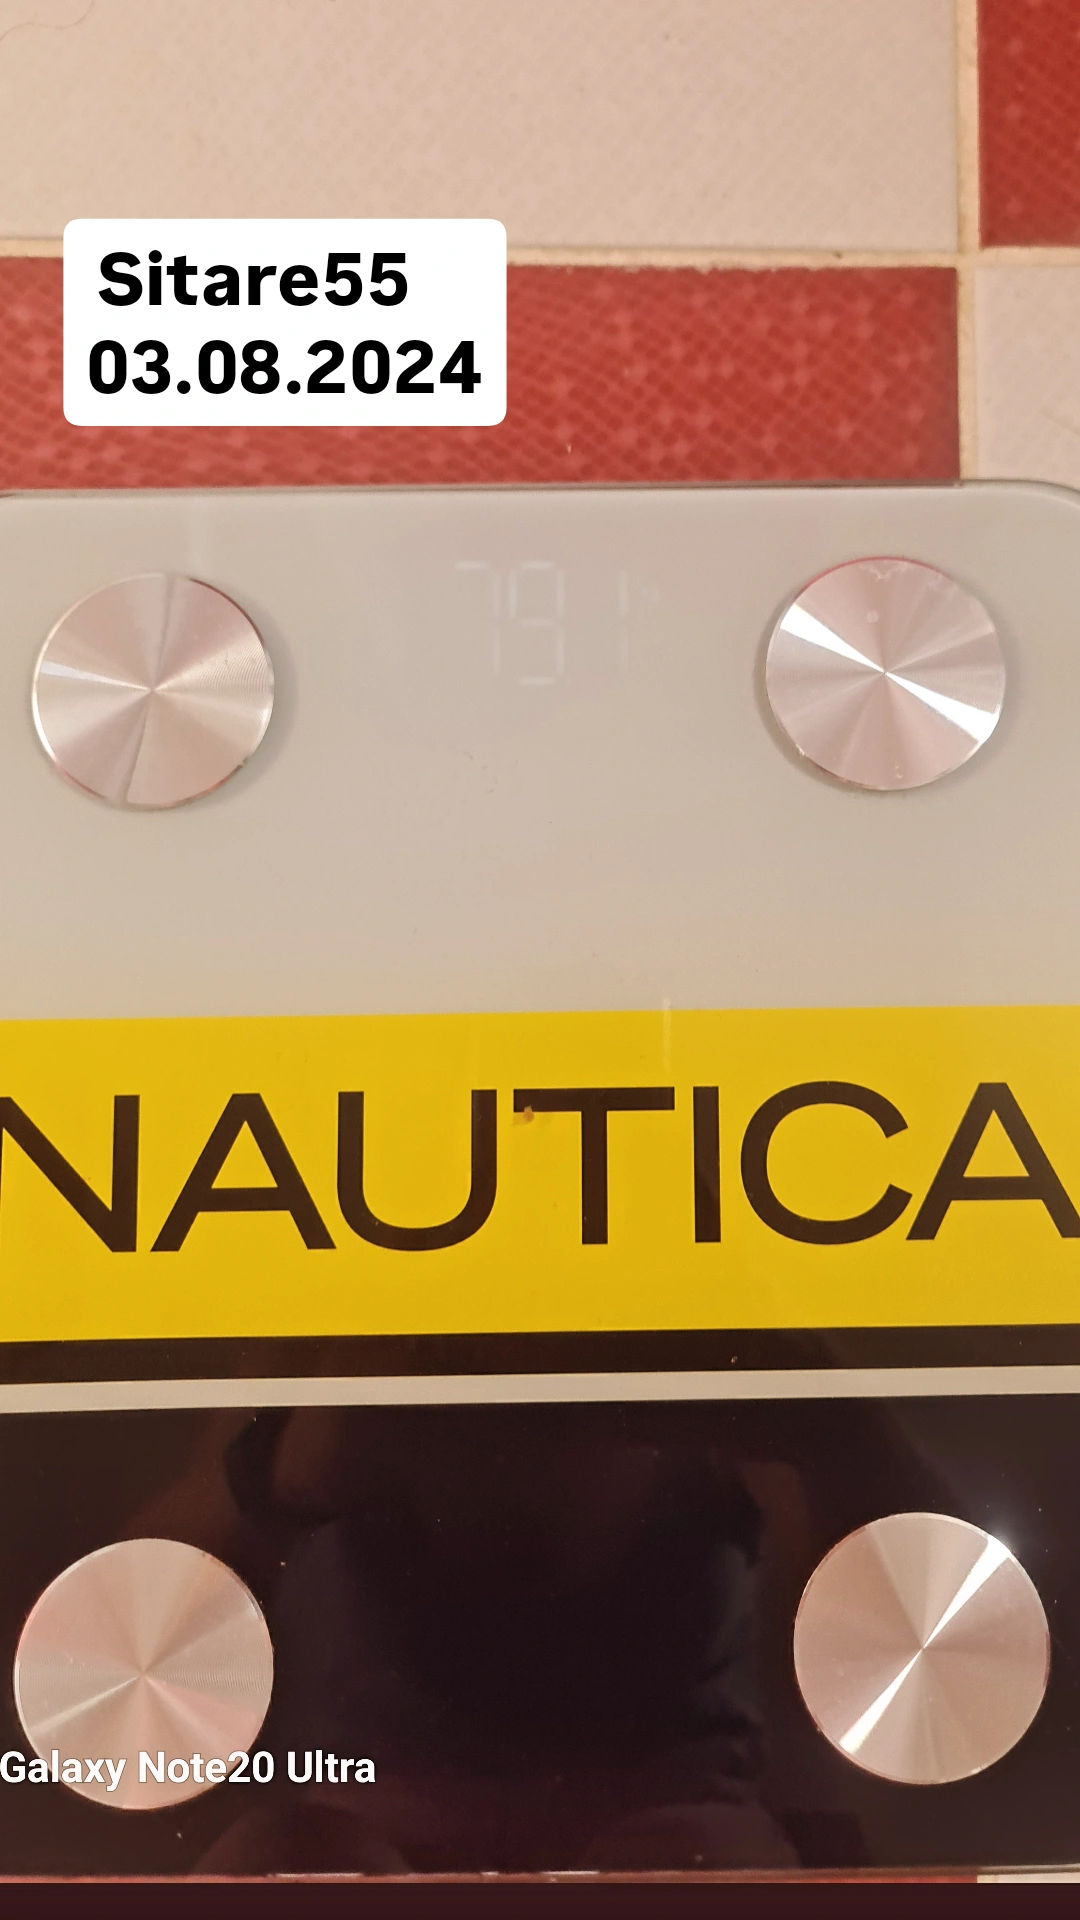 Sitare55
03.08.2024
79 1
NAUTICA
Galaxy Note20 Ultra